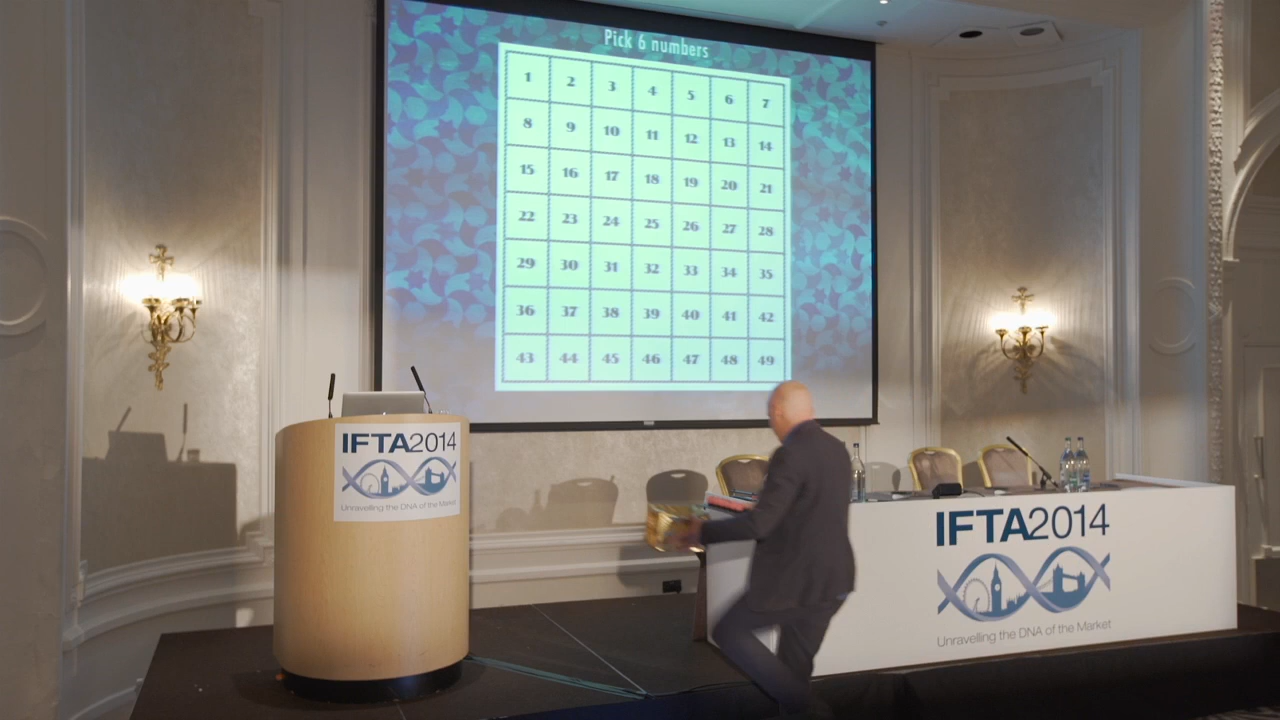 Pick 6 numbers
1 2 3 4 5 6 7
8 9 10 11 12 13 14
15 16 17 18 19 20 21
22 23 24 25 26 27 28
29 30 31 32 33 34 35
36 37 38 39 40 41 42
43 44 45 46 47 48 49
IFTA2014
Unravelling the DNA of the Market
IFTA2014
Unravelling the DNA of the Market